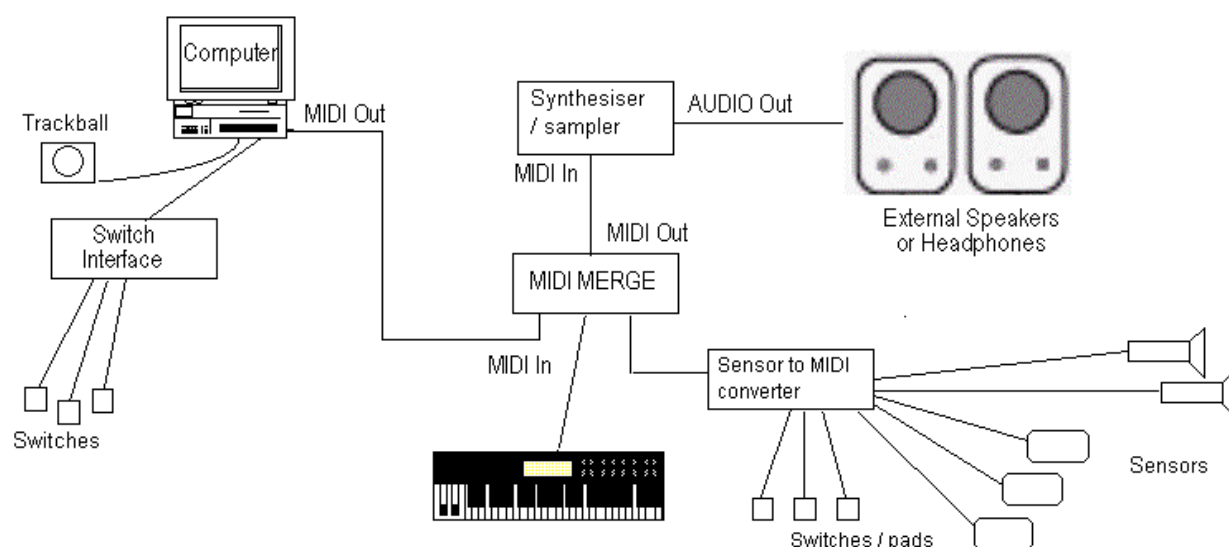 Computer
Trackball
MIDI Out
Switch
Interface
Switches
Synthesiser
/ sampler
AUDIO Out
MIDI In
External Speakers
or Headphones
MIDI Out
MIDI MERGE
MIDI In
Sensor to MIDI
converter
Sensors
Switches / pads